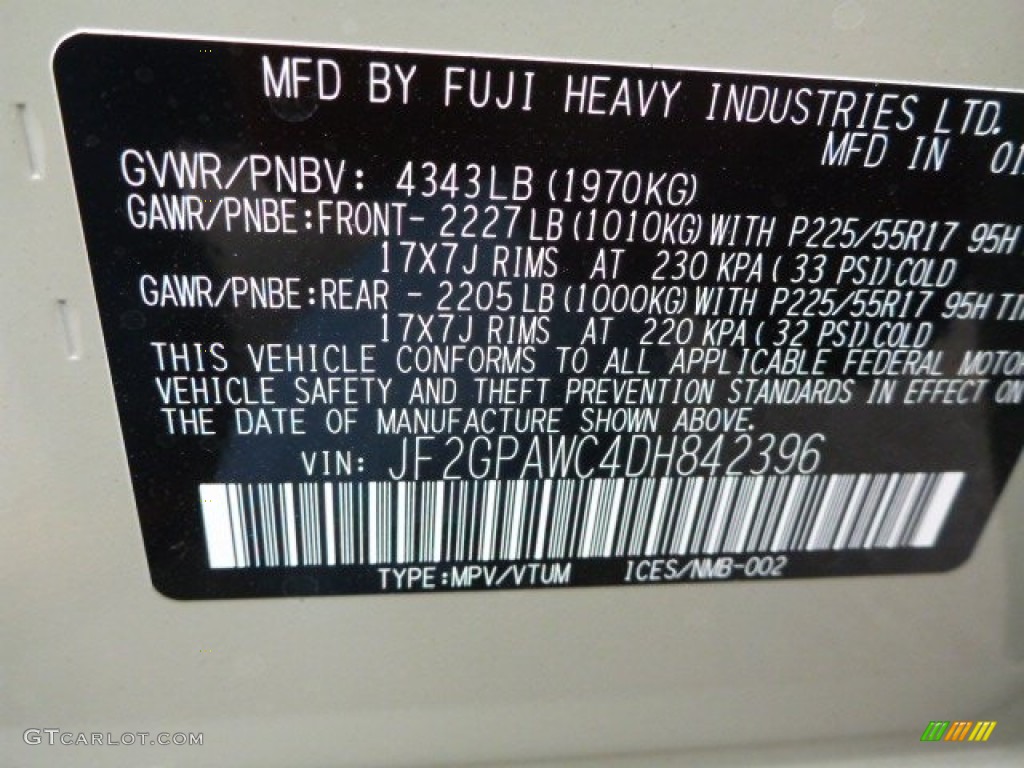 MFD BY FUJI HEAVY INDUSTRIES LTD.
MFD IN 01
GVWR/PNBV: 4343LB (1970KG)
GAWR/PNBE:FRONT- 2227 LB (1010KG) WITH P225/55R17 95H
17X7J RIMS AT 230 KPA ( 33 PSI) COLD
GAWR/PNBE:REAR - 2205 LB (1000KG) WITH P225/55R17 95H
17X7J RIMS AT 220 KPA ( 32 PSI) COLD
THIS VEHICLE CONFORMS TO ALL APPLICABLE FEDERAL MOTOR
VEHICLE SAFETY AND THEFT PREVENTION STANDARDS IN EFFECT ON
THE DATE OF MANUFACTURE SHOWN ABOVE.
VIN: JF2GPAWC4DH842396
TYPE:MPV/VTUM ICES/NMB-002
GTCARLOT.COM